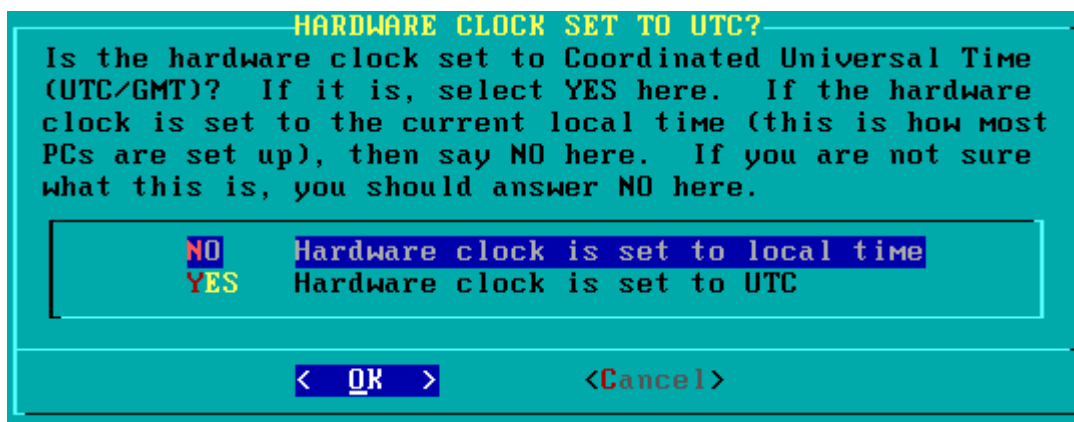 HARDWARE CLOCK SET TO UTC?
Is the hardware clock set to Coordinated Universal Time
(UTC/GMT)?  If it is, select YES here.  If the hardware
clock is set to the current local time (this is how most
PCs are set up), then say NO here.  If you are not sure
what this is, you should answer NO here.
NO    Hardware clock is set to local time
YES   Hardware clock is set to UTC
< OK >    <Cancel>